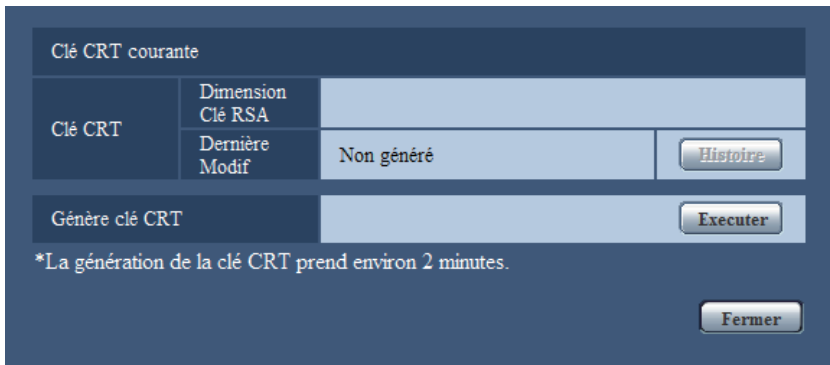 Clé CRT courante
Clé CRT
Dimension
Clé RSA
Dernière
Modif
Non généré
Histoire
Génère clé CRT
Executer
*La génération de la clé CRT prend environ 2 minutes.
Fermer